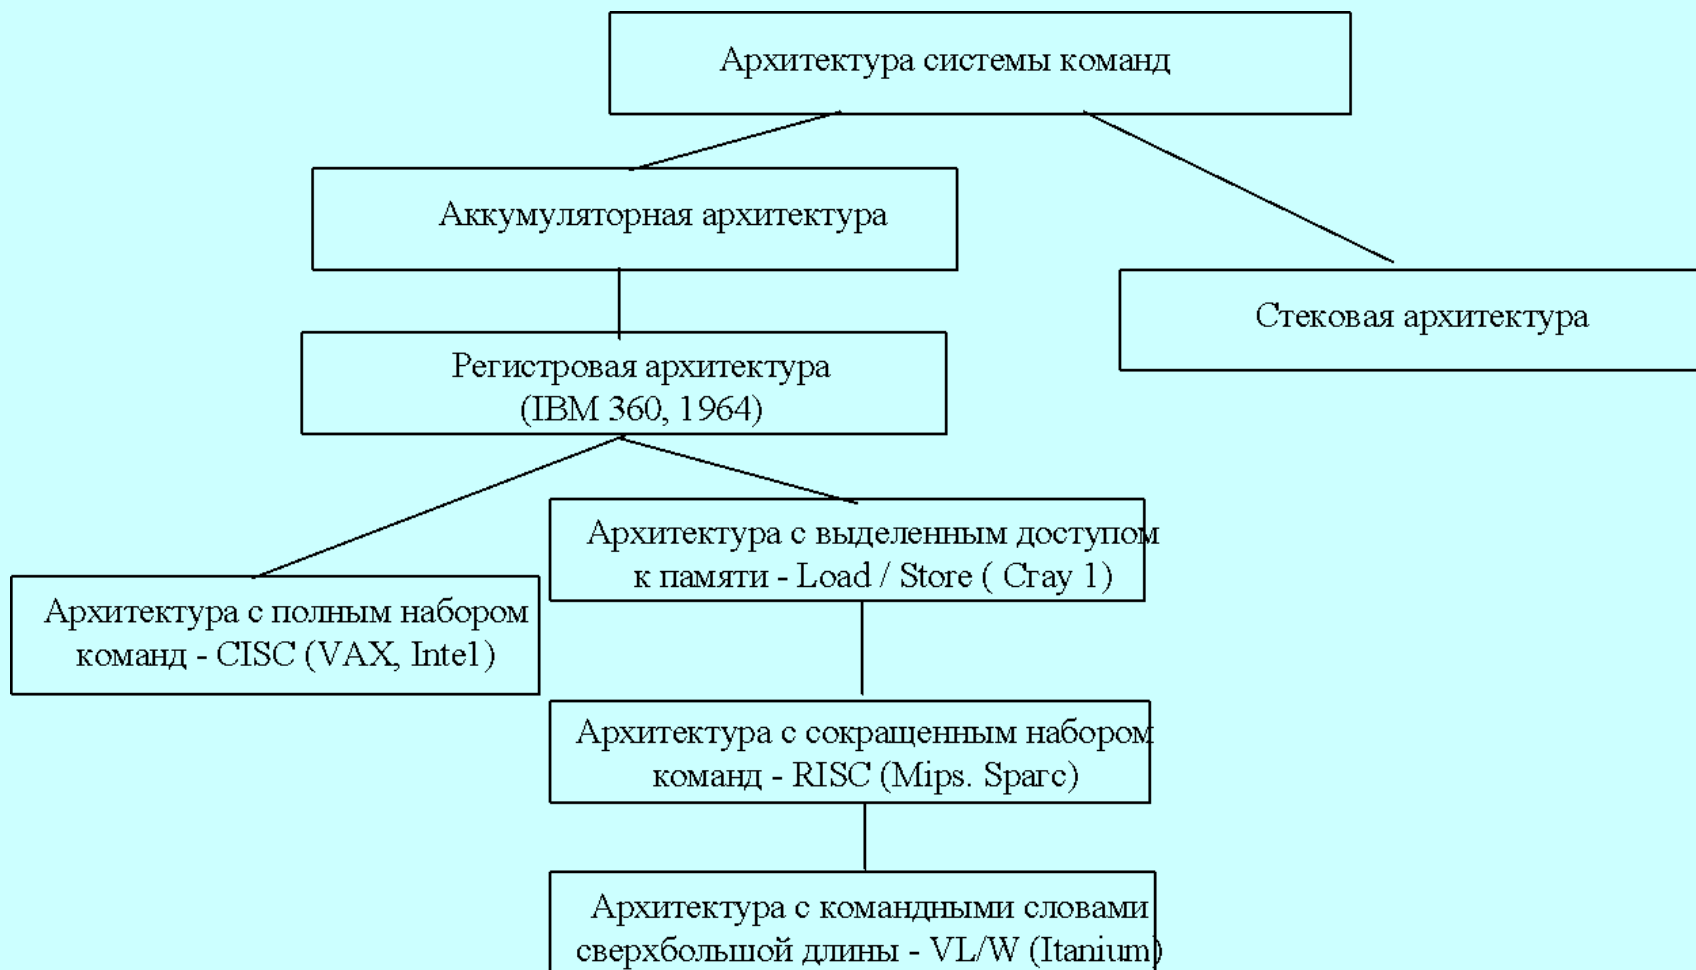 Архитектура системы команд
Аккумуляторная архитектура
Стековая архитектура
Регистровая архитектура
(IBM 360, 1964)
Архитектура с выделенным доступом
к памяти - Load / Store ( Cray 1)
Архитектура с полным набором
команд - CISC (VAX, Intel)
Архитектура с сокращенным набором
команд - RISC (Mips. Sparc)
Архитектура с командными словами
сверхбольшой длины - VL/W (Itanium)